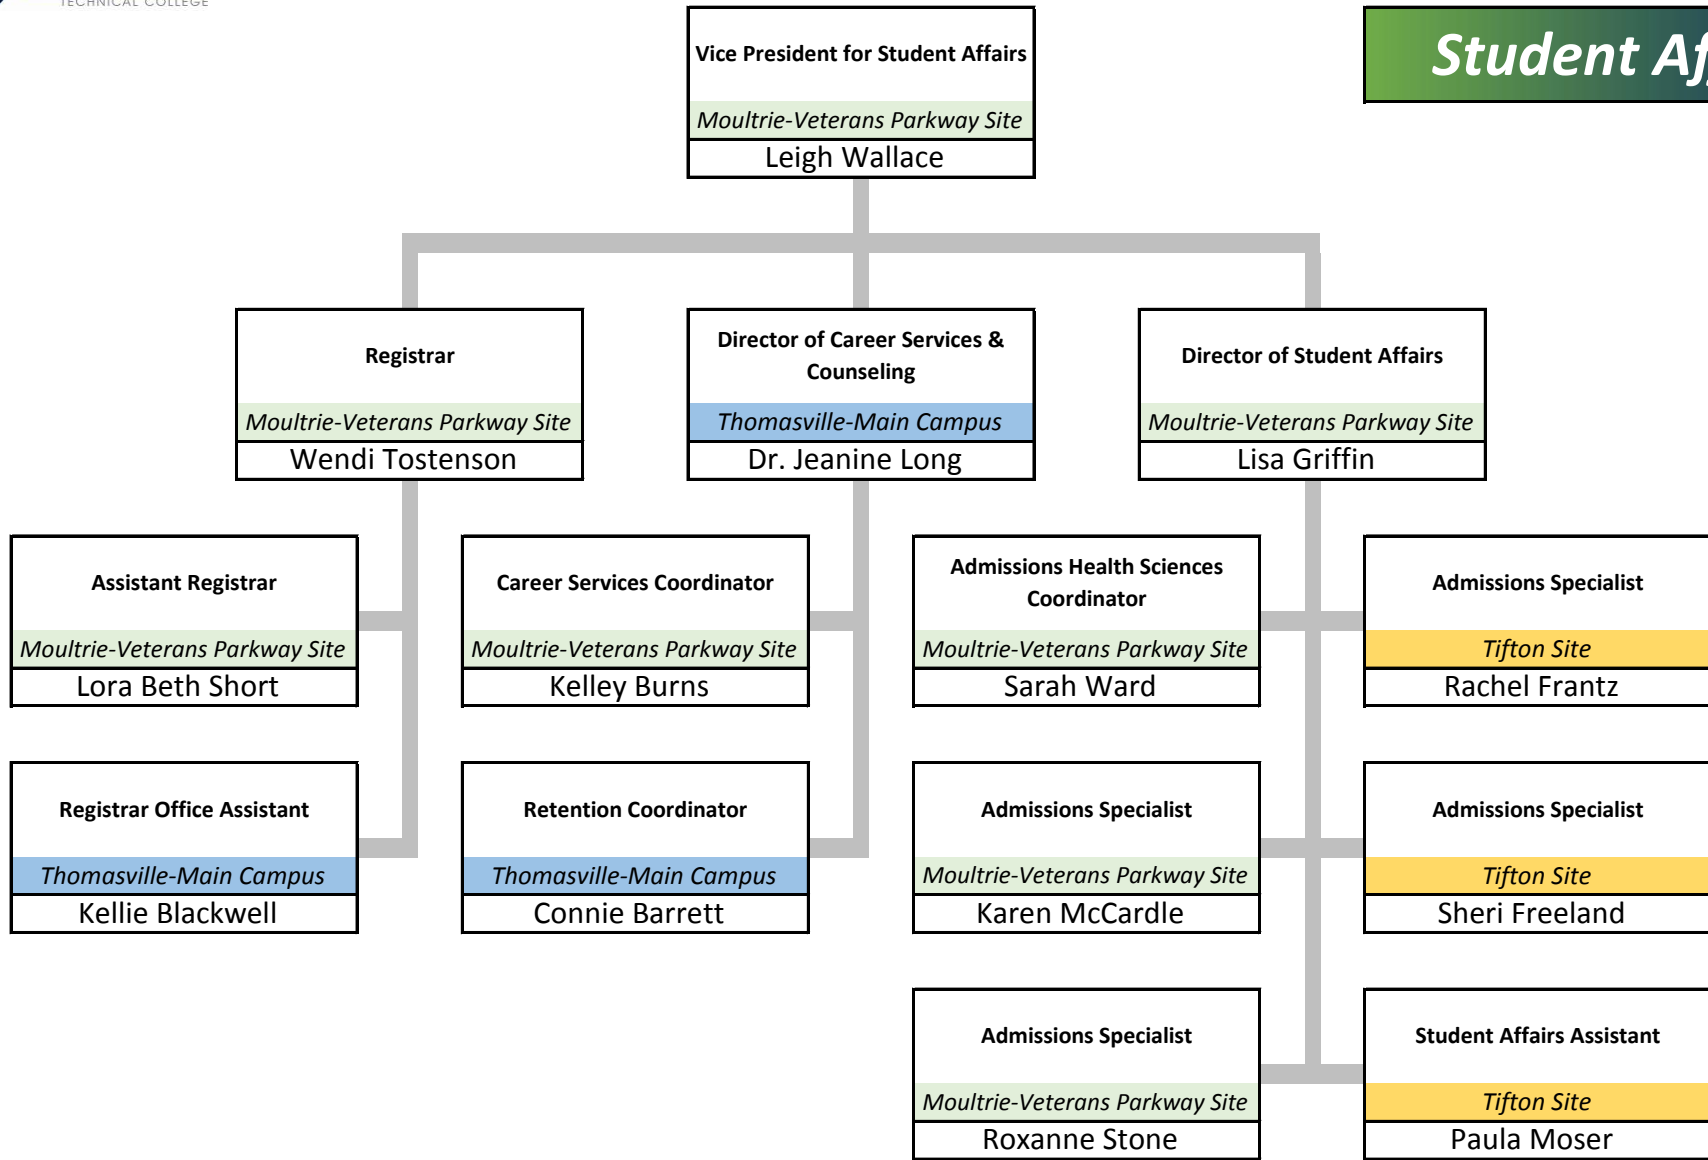 TECHNICAL COLLEGE
Student Af
Vice President for Student Affairs
Moultrie-Veterans Parkway Site
Leigh Wallace
Registrar
Moultrie-Veterans Parkway Site
Wendi Tostenson
Director of Career Services &
Counseling
Thomasville-Main Campus
Dr. Jeanine Long
Director of Student Affairs
Moultrie-Veterans Parkway Site
Lisa Griffin
Assistant Registrar
Moultrie-Veterans Parkway Site
Lora Beth Short
Career Services Coordinator
Moultrie-Veterans Parkway Site
Kelley Burns
Admissions Health Sciences
Coordinator
Moultrie-Veterans Parkway Site
Sarah Ward
Admissions Specialist
Tifton Site
Rachel Frantz
Registrar Office Assistant
Thomasville-Main Campus
Kellie Blackwell
Retention Coordinator
Thomasville-Main Campus
Connie Barrett
Admissions Specialist
Moultrie-Veterans Parkway Site
Karen McCardle
Admissions Specialist
Tifton Site
Sheri Freeland
Admissions Specialist
Moultrie-Veterans Parkway Site
Roxanne Stone
Student Affairs Assistant
Tifton Site
Paula Moser